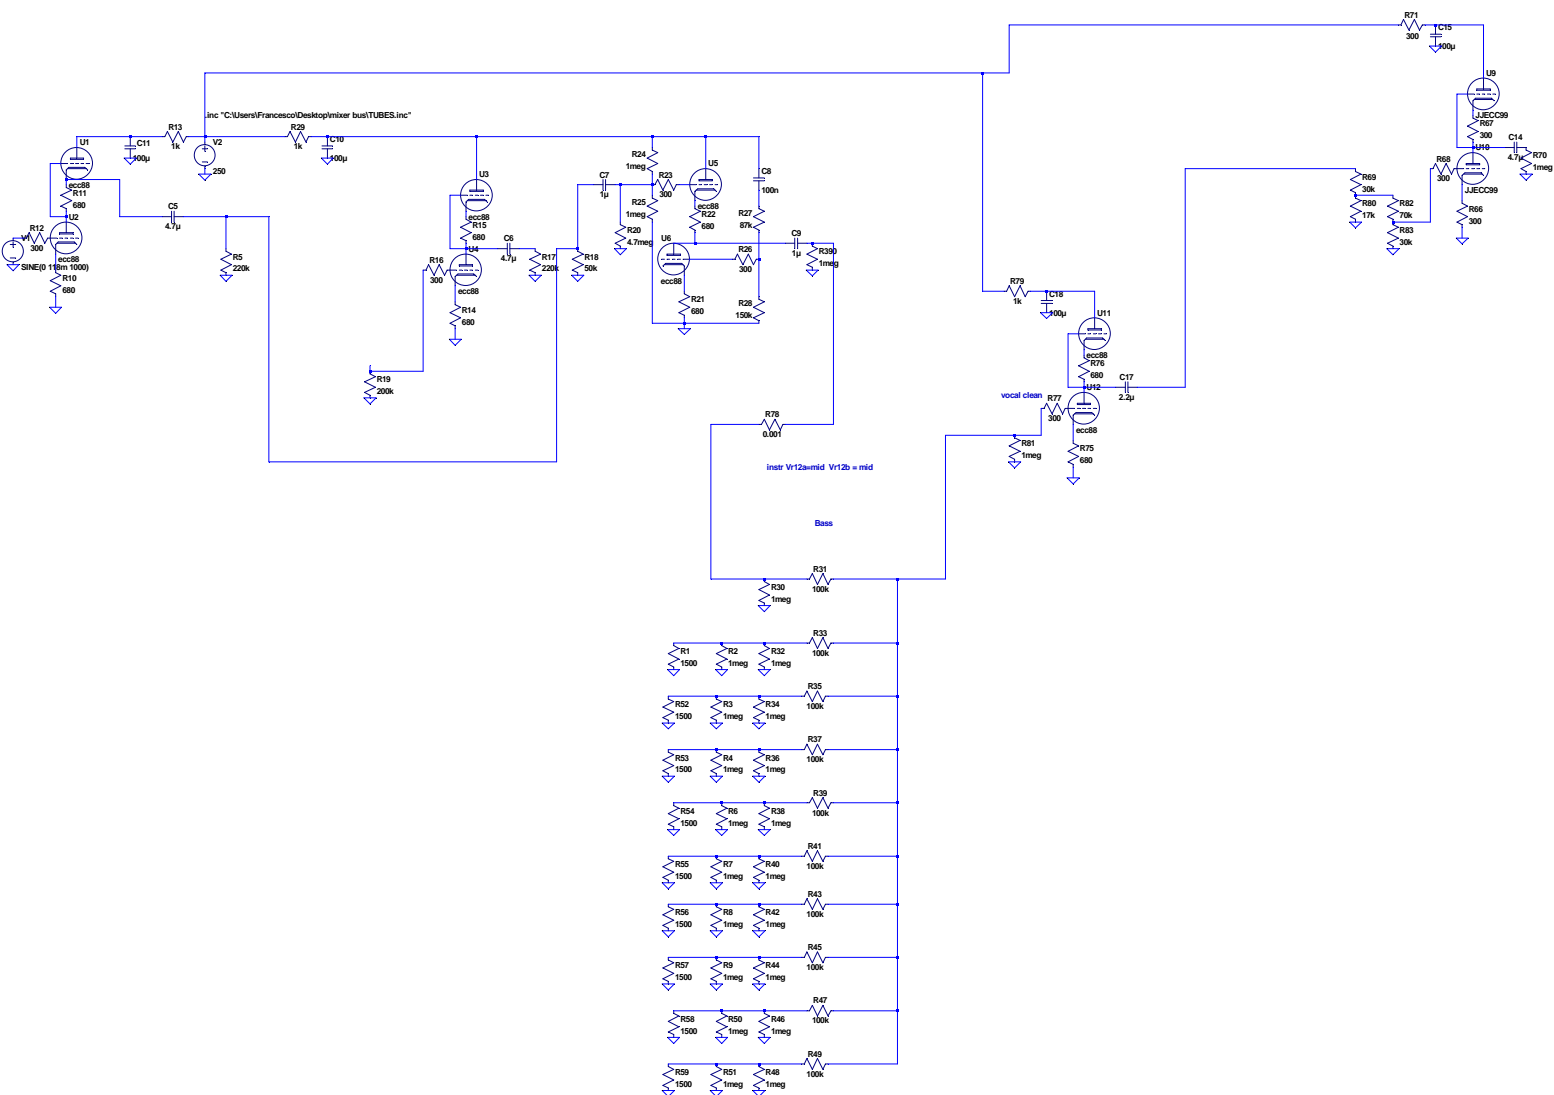 R71
300
C15
100µ
U9
JJECC99
R67
300
U10
C14
4.7µ
R70
1meg
R68
300
JJECC99
R66
300
R69
30k
R80
17k
R82
70k
R83
30k
.inc "C:\Users\Francesco\Desktop\mixer bus\TUBES.inc"
U1
C11
100µ
R13
1k
V2
250
R29
1k
C10
100µ
ecc88
R11
680
U2
R12
300
V1
SINE(0 118m 1000)
ecc88
R10
680
C5
4.7µ
R5
220k
U3
ecc88
R15
680
U4
R16
300
ecc88
R14
680
C6
4.7µ
R17
220k
R18
50k
R19
200k
C7
1µ
R24
1meg
R23
300
R25
1meg
R20
4.7meg
U5
ecc88
R22
680
U6
ecc88
R21
680
C8
100n
R27
87k
R26
300
R28
150k
C9
1µ
R390
1meg
R78
0.001
R79
1k
C18
100µ
U11
ecc88
R76
680
U12
vocal clean
R77
300
ecc88
R75
680
R81
1meg
C17
2.2µ
instr Vr12a=mid Vr12b = mid
Bass
R31
100k
R30
1meg
R33
100k
R1
1500
R2
1meg
R32
1meg
R35
100k
R52
1500
R3
1meg
R34
1meg
R37
100k
R53
1500
R4
1meg
R36
1meg
R39
100k
R54
1500
R6
1meg
R38
1meg
R41
100k
R55
1500
R7
1meg
R40
1meg
R43
100k
R56
1500
R8
1meg
R42
1meg
R45
100k
R57
1500
R9
1meg
R44
1meg
R47
100k
R58
1500
R50
1meg
R46
1meg
R49
100k
R59
1500
R51
1meg
R48
1meg